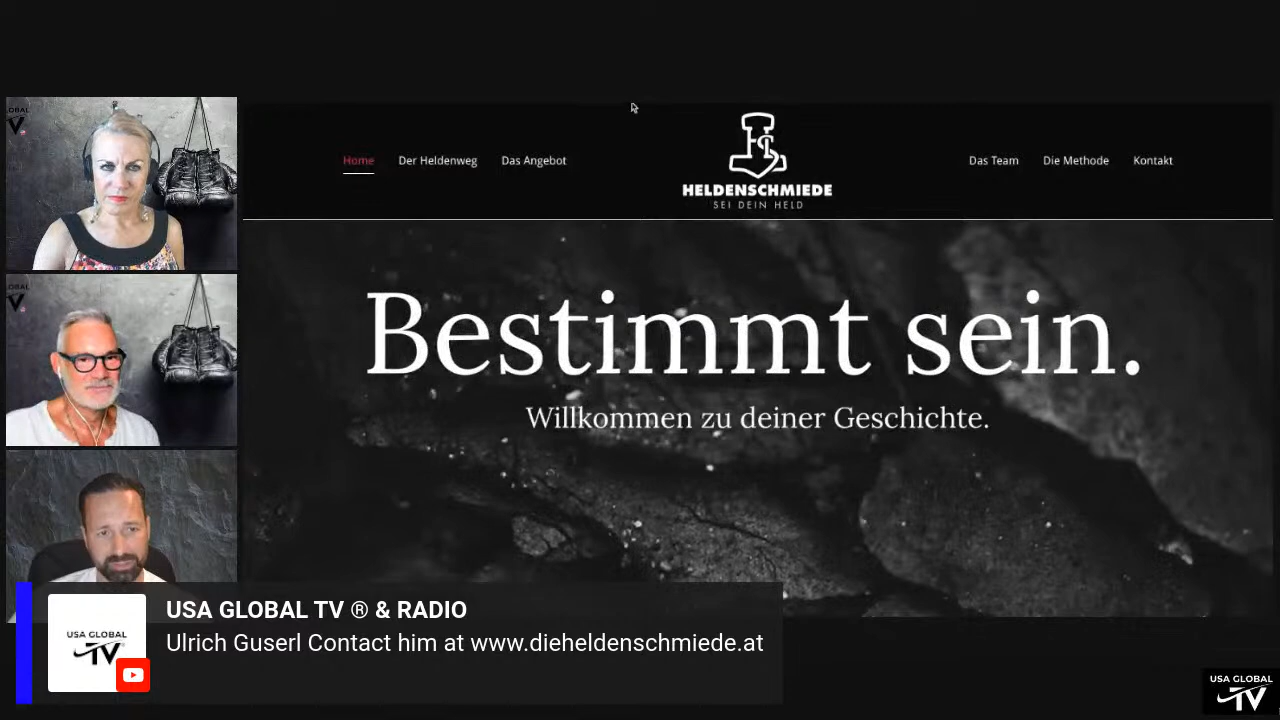 Home Der Heldenweg Das Angebot
HELDENSCHMIEDE
SEI DEIN HELD
Das Team Die Methode Kontakt
Bestimmt sein.
Willkommen zu deiner Geschichte.
USA GLOBAL TV ® & RADIO
Ulrich Guserl Contact him at www.dieheldenschmiede.at
USA GLOBAL
TV
USA GLOBAL
TV